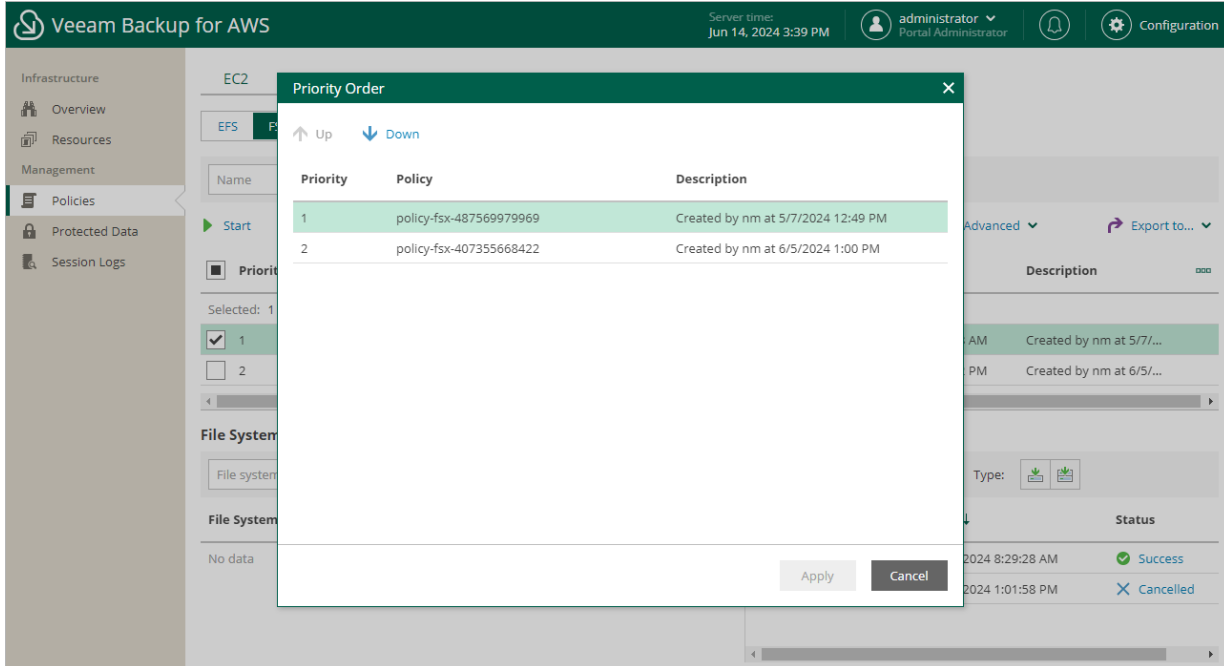 Veeam Backup for AWS
Server time:
Jun 14, 2024 3:39 PM
administrator
Portal Administrator
Configuration
Infrastructure
Overview
Resources
Management
Policies
Protected Data
Session Logs
EC2
EFS
Name
Start
Advanced
Export to...
Description
Selected: 1
1
AM
Created by nm at 5/7/...
2
PM
Created by nm at 6/5/...
File System
File system
Type:
File System
Status
No data
2024 8:29:28 AM
Success
2024 1:01:58 PM
Cancelled
Priority Order
Up
Down
Priority Policy Description
1 policy-fsx-487569979969 Created by nm at 5/7/2024 12:49 PM
2 policy-fsx-407355668422 Created by nm at 6/5/2024 1:00 PM
Apply
Cancel